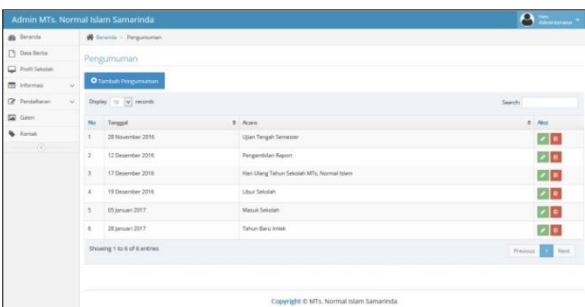 Admin MTs. Normal Islam Samarinda
Administrator
Beranda
Beranda > Pengumuman
Data Berita
Profil Sekolah
Informasi
Pendaftaran
Galeri
Kontak
Pengumuman
Tambah Pengumuman
Display 10 records
Search:
No Tanggal Acara Aksi
1 28 November 2016 Ujian Tengah Semester
2 12 Desember 2016 Pengambilan Raport
3 17 Desember 2016 Hari Ulang Tahun Sekolah MTs. Normal Islam
4 19 Desember 2016 Libur Sekolah
5 05 Januari 2017 Masuk Sekolah
6 28 Januari 2017 Tahun Baru Imlek
Showing 1 to 6 of 6 entries
Previous 1 Next
Copyright © MTs. Normal Islam Samarinda